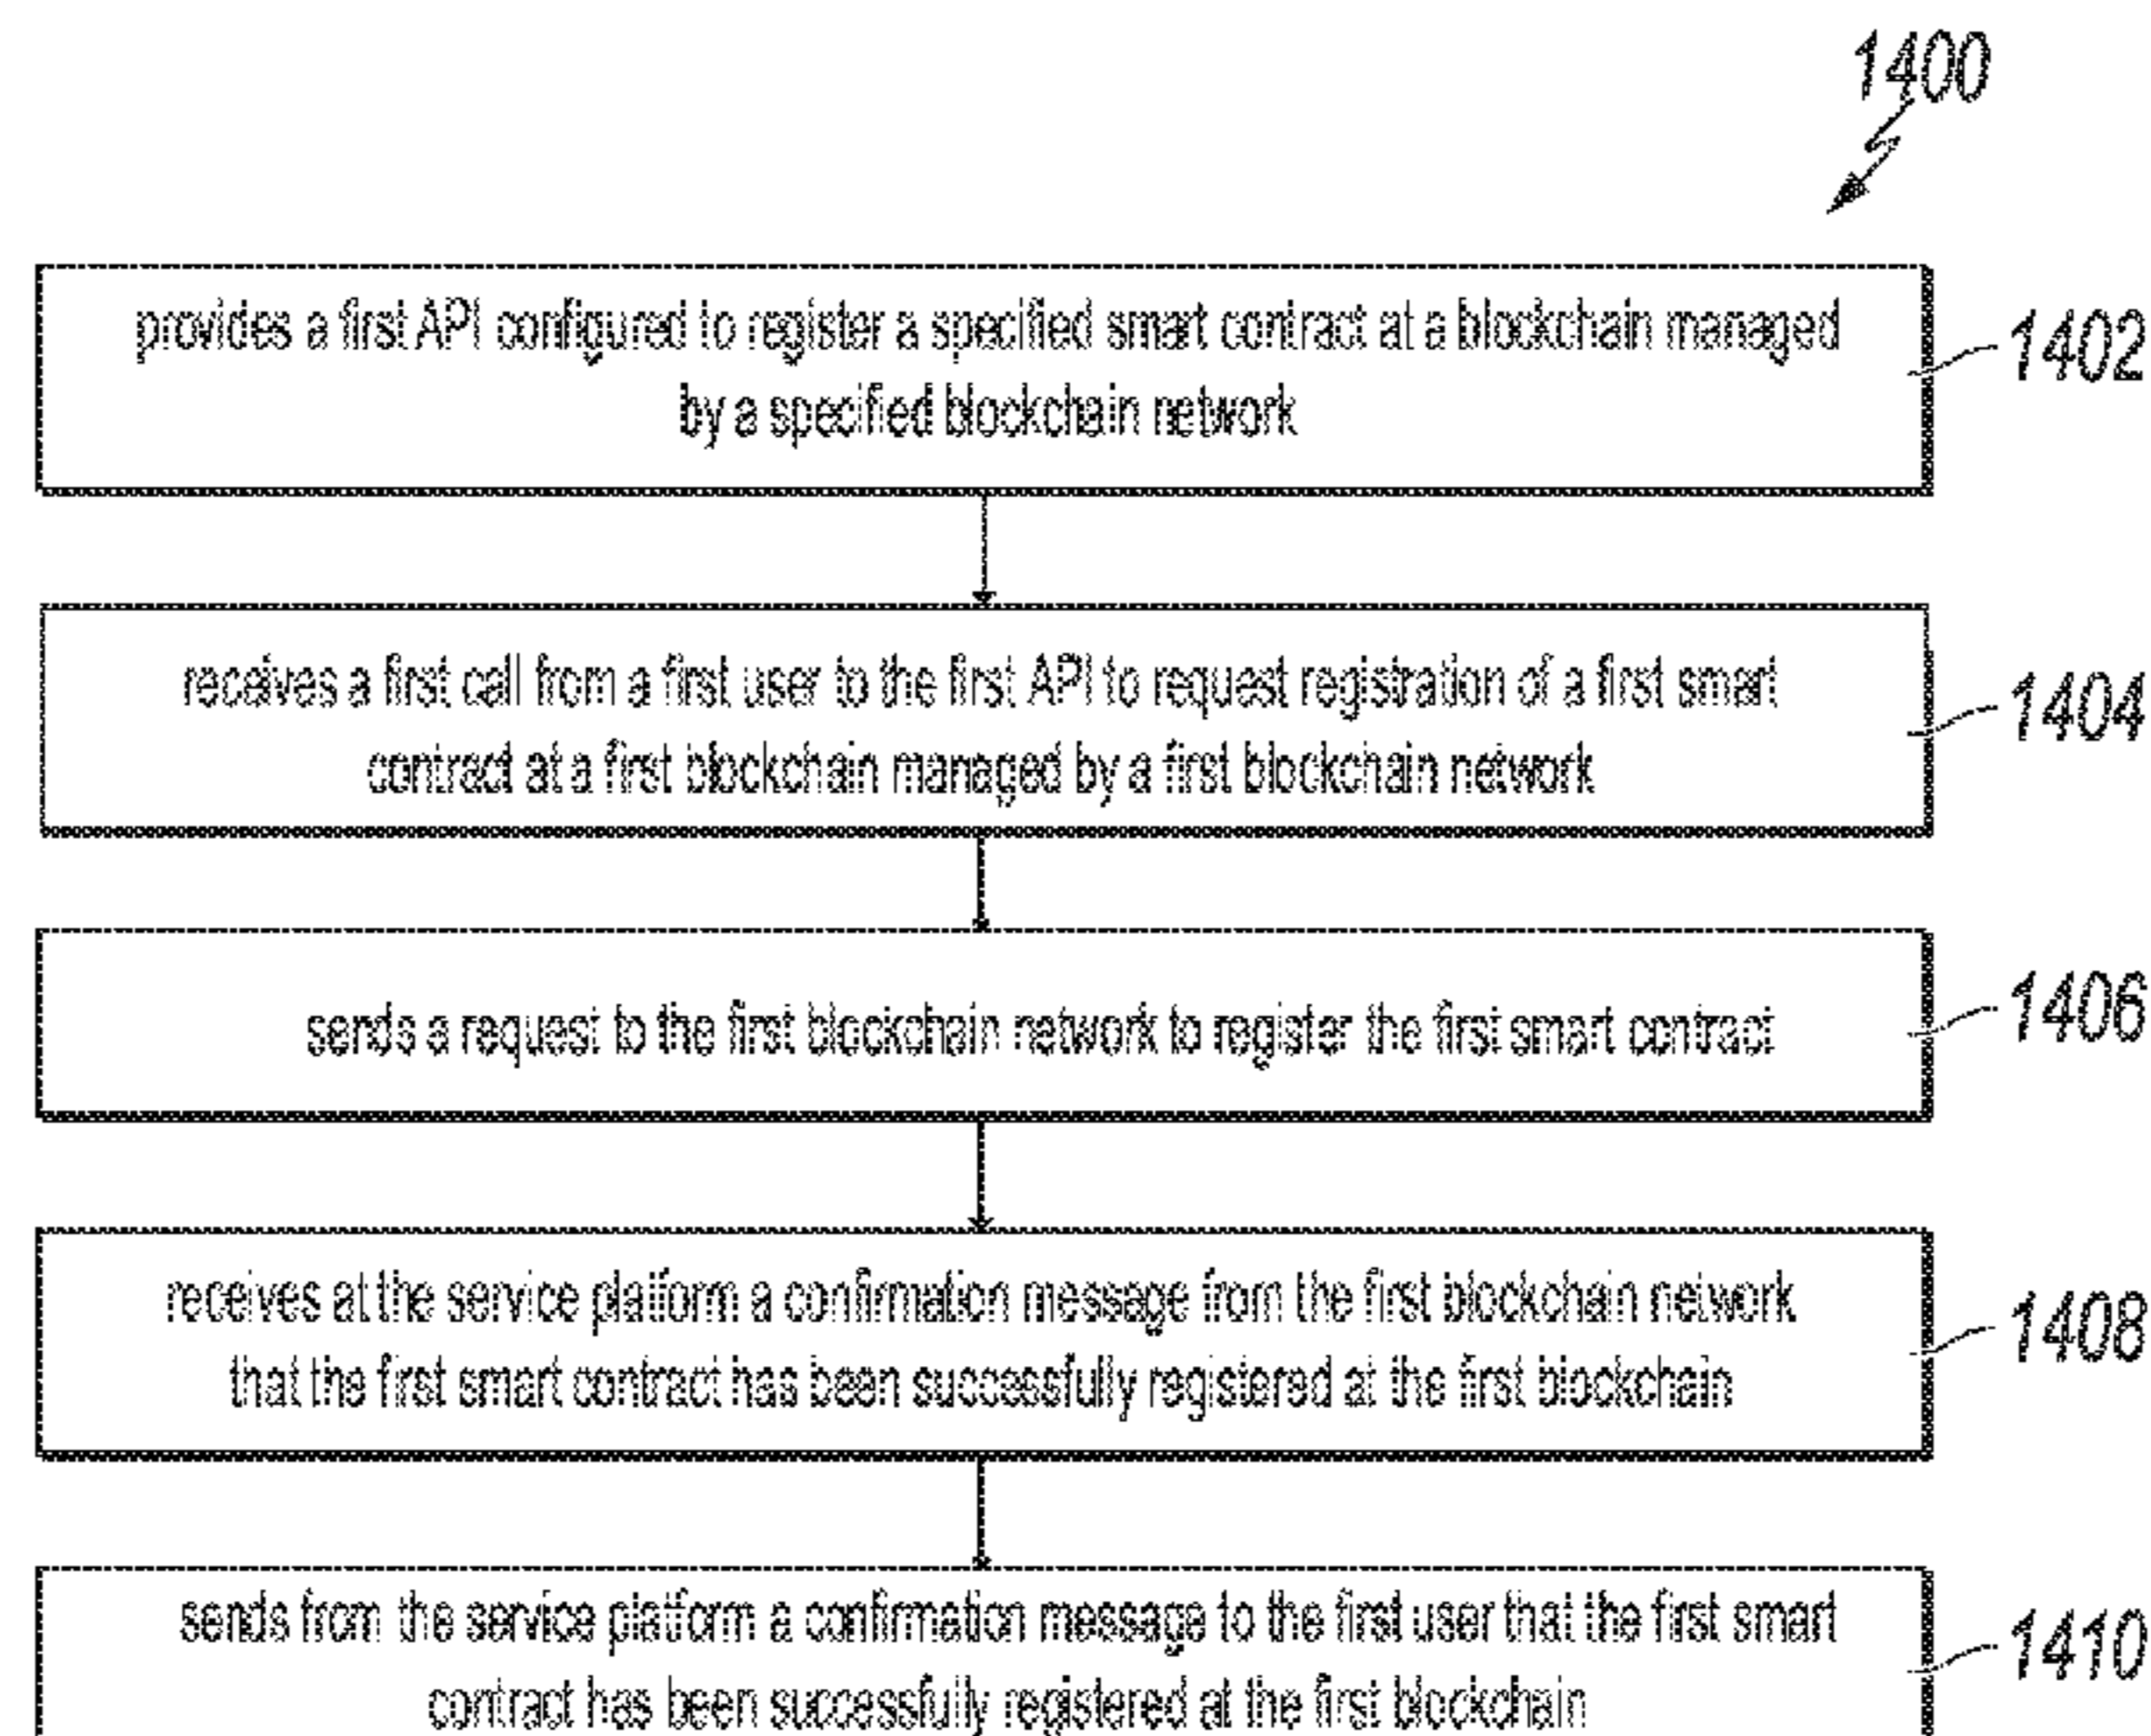 1400
provides a first API configured to register a specified smart contract at a blockchain managed
by a specified blockchain network
1402
receives a first call from a first user to the first API to request registration of a first smart
contract at a first blockchain managed by a first blockchain network
1404
sends a request to the first blockchain network to register the first smart contract
1406
receives at the service platform a confirmation message from the first blockchain network
that the first smart contract has been successfully registered at the first blockchain
1408
sends from the service platform a confirmation message to the first user that the first smart
contract has been successfully registered at the first blockchain
1410